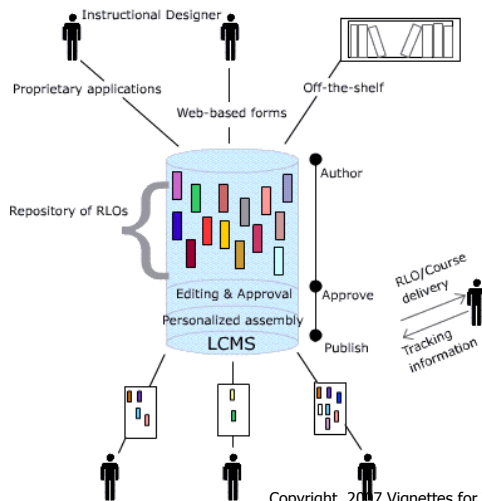 Instructional Designer
Proprietary applications
Web-based forms
Off-the-shelf
Author
Repository of RLOs
RLO/Course
delivery
Editing & Approval
Approve
Personalized assembly
Tracking
information
LCMS
Publish
Copyright, 2007 Vignettes for